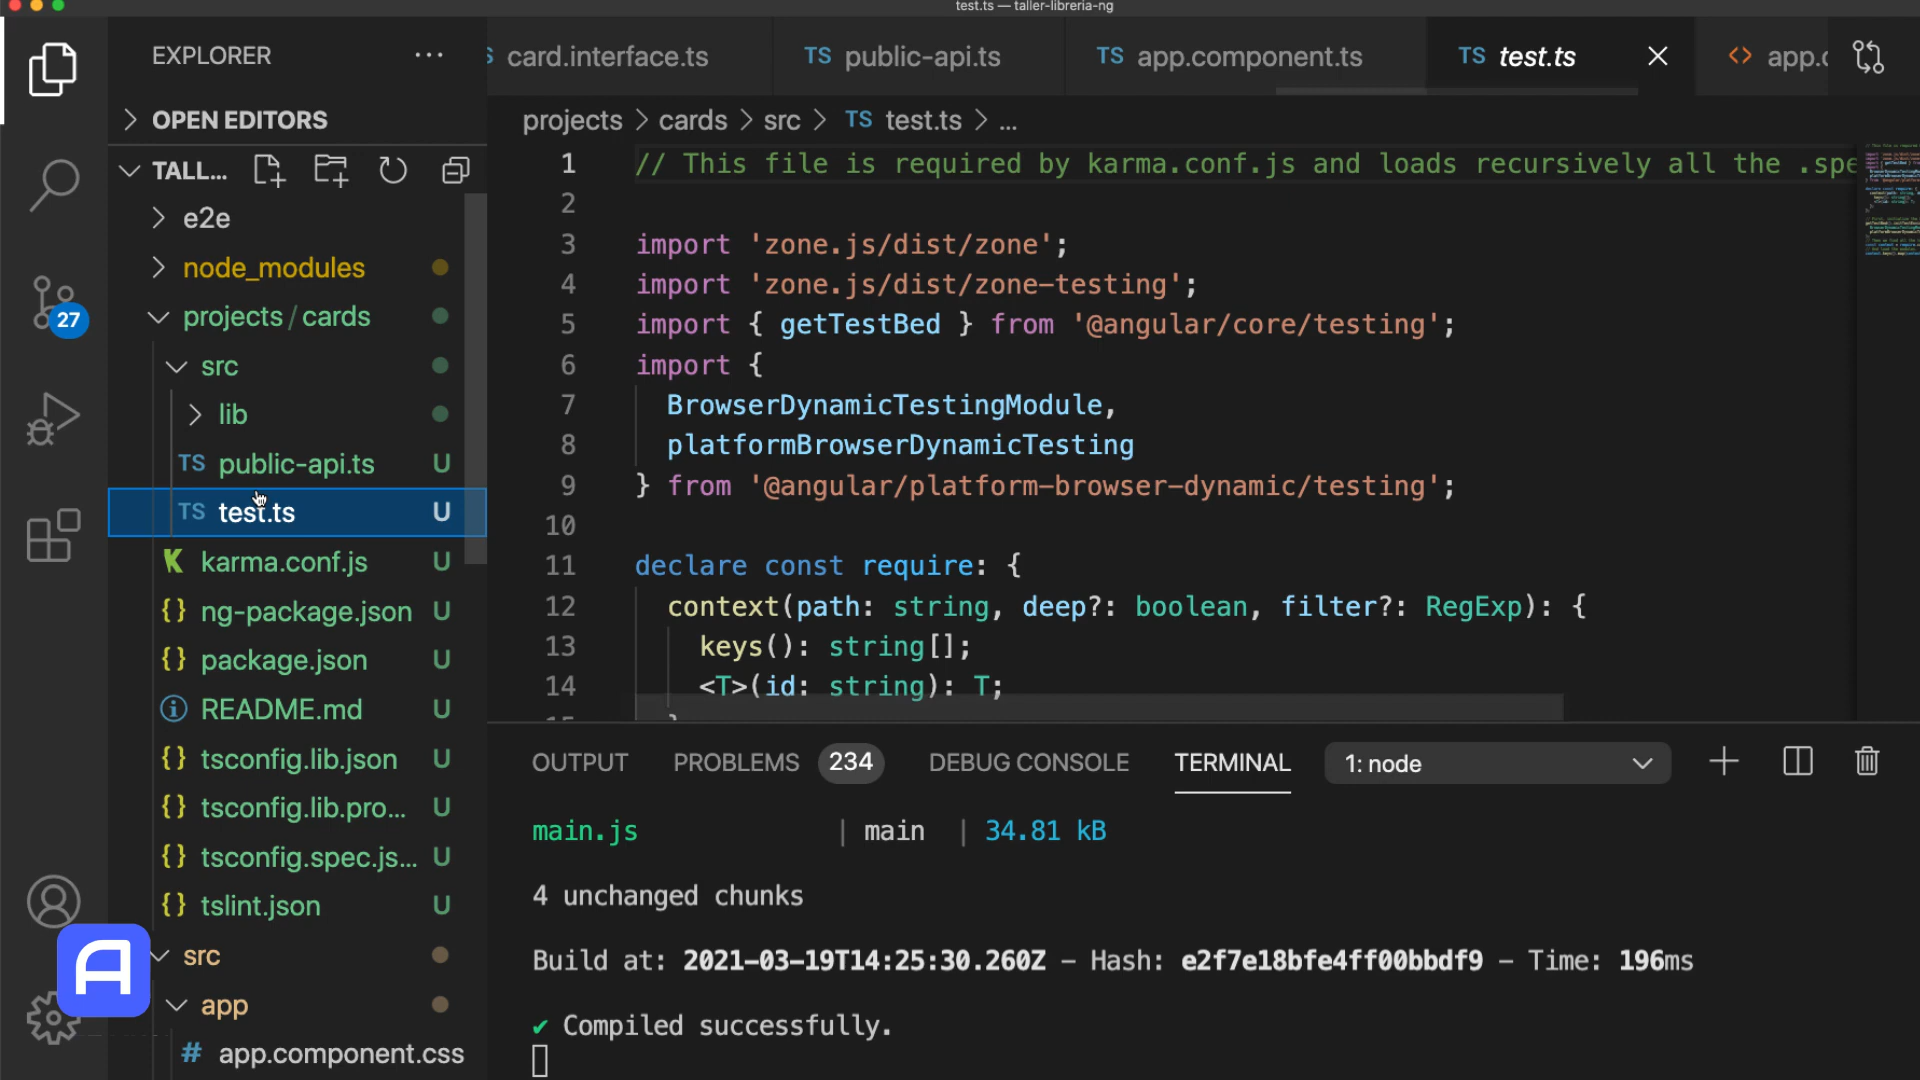 test.ts — taller-libreria-ng
EXPLORER
card.interface.ts
TS public-api.ts
TS app.component.ts
TS test.ts
<> app.c
OPEN EDITORS
projects > cards > src > TS test.ts > ...
TALL...
e2e
node_modules
projects / cards
src
lib
TS public-api.ts U
TS test.ts U
karma.conf.js U
{} ng-package.json U
{} package.json U
README.md U
{} tsconfig.lib.json U
{} tsconfig.lib.pro... U
{} tsconfig.spec.js... U
{} tslint.json U
src
app
# app.component.css
27
1 // This file is required by karma.conf.js and loads recursively all the .spe
2
3 import 'zone.js/dist/zone';
4 import 'zone.js/dist/zone-testing';
5 import { getTestBed } from '@angular/core/testing';
6 import {
7 BrowserDynamicTestingModule,
8 platformBrowserDynamicTesting
9 } from '@angular/platform-browser-dynamic/testing';
10
11 declare const require: {
12 context(path: string, deep?: boolean, filter?: RegExp): {
13 keys(): string[];
14 <T>(id: string): T;
OUTPUT PROBLEMS 234 DEBUG CONSOLE TERMINAL 1: node
main.js | main | 34.81 kB
4 unchanged chunks
Build at: 2021-03-19T14:25:30.260Z - Hash: e2f7e18bfe4ff00bbdf9 - Time: 196ms
✔ Compiled successfully.